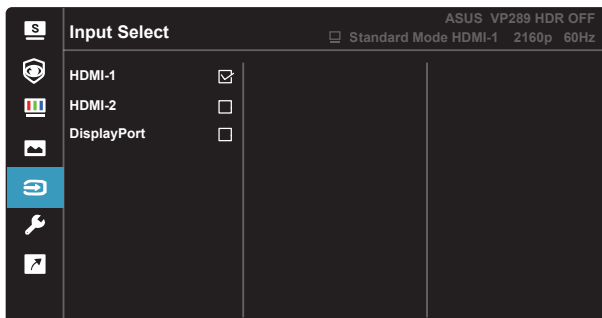 S
Input Select
ASUS VP289 HDR OFF
Standard Mode HDMI-1 2160p 60Hz
HDMI-1
HDMI-2
DisplayPort